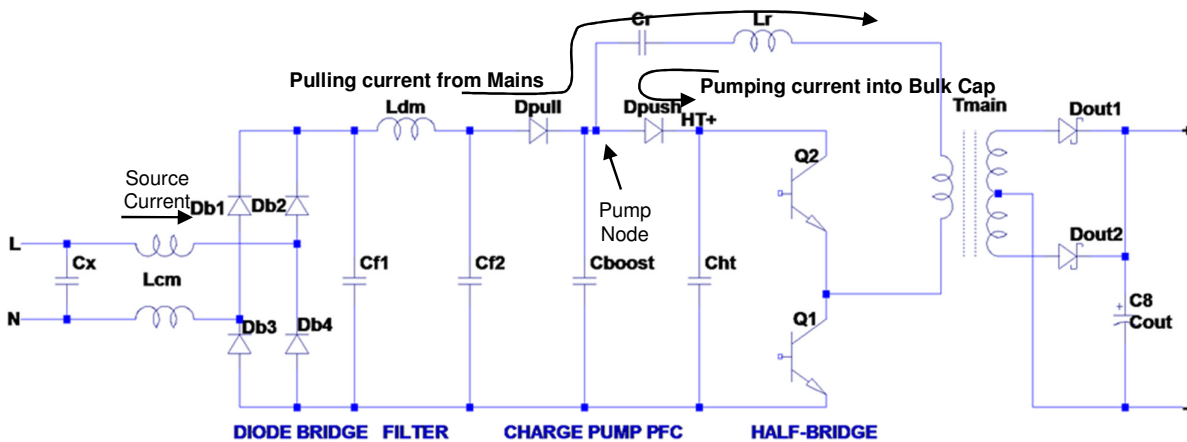 Cr
Lr
Pulling current from Mains
Pumping current into Bulk Cap
Ldm
Dpull
Dpush
HT+
Tmain
Dout1
+
Source
Current
Db1
Db2
Q2
Pump
Node
L
Cx
Lcm
N
Cf1
Cf2
Cboost
Cht
Dout2
Db3
Db4
Q1
+
C8
Cout
-
DIODE BRIDGE
FILTER
CHARGE PUMP PFC
HALF-BRIDGE